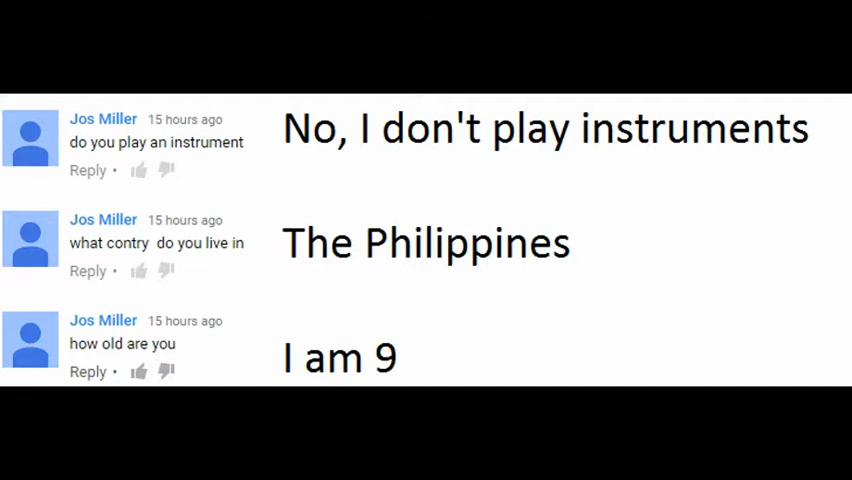 Jos Miller 15 hours ago
do you play an instrument
Reply •
No, I don't play instruments
Jos Miller 15 hours ago
what contry do you live in
Reply •
The Philippines
Jos Miller 15 hours ago
how old are you
Reply •
I am 9